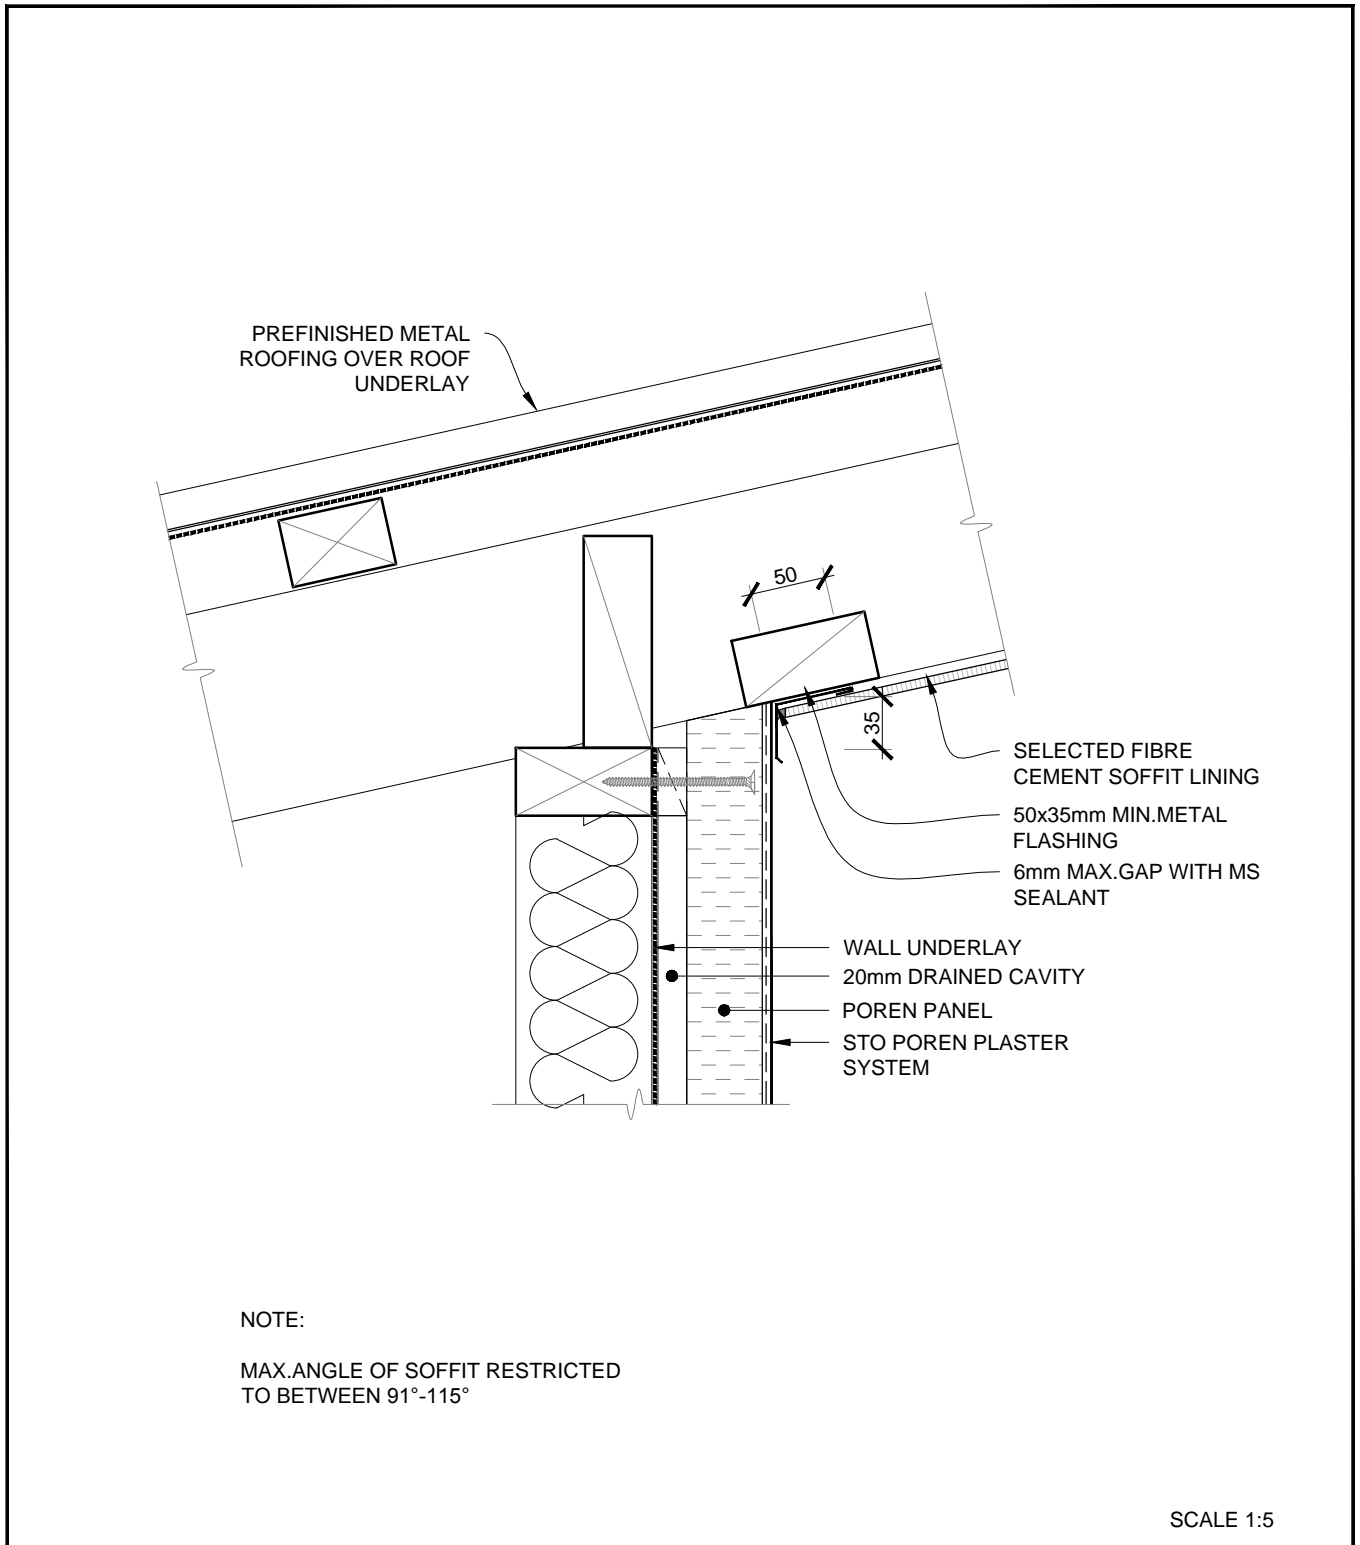 PREFINISHED METAL
ROOFING OVER ROOF
UNDERLAY
50
35
SELECTED FIBRE
CEMENT SOFFIT LINING
50x35mm MIN.METAL
FLASHING
6mm MAX.GAP WITH MS
SEALANT
WALL UNDERLAY
20mm DRAINED CAVITY
POREN PANEL
STO POREN PLASTER
SYSTEM
NOTE:
MAX.ANGLE OF SOFFIT RESTRICTED
TO BETWEEN 91°-115°
SCALE 1:5